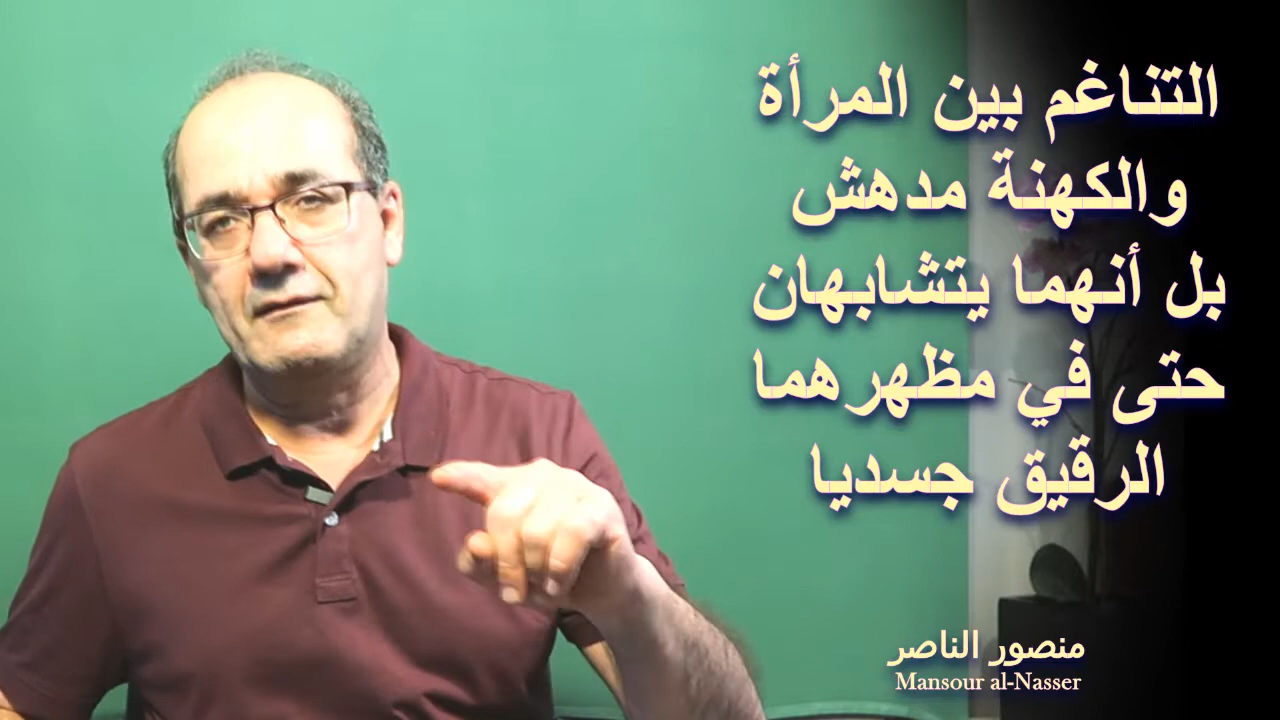 التناغم بين المرأة
والكهنة مدهش
بل أنهما يتشابهان
حتى في مظهرهما
الرقيق جسديا
منصور الناصر
Mansour al-Nasser